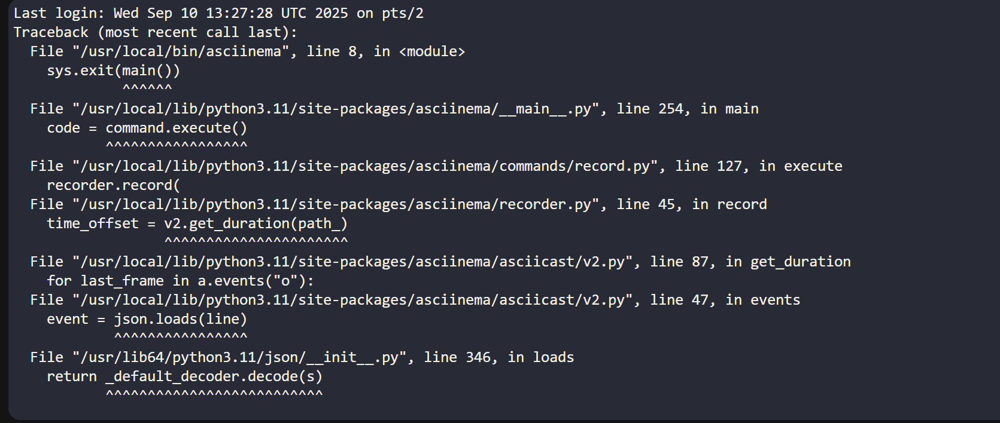 Last login: Wed Sep 10 13:27:28 UTC 2025 on pts/2
Traceback (most recent call last):
  File "/usr/local/bin/asciinema", line 8, in <module>
    sys.exit(main())
             ^^^^^^
  File "/usr/local/lib/python3.11/site-packages/asciinema/__main__.py", line 254, in main
    code = command.execute()
           ^^^^^^^^^^^^^^^^^
  File "/usr/local/lib/python3.11/site-packages/asciinema/commands/record.py", line 127, in execute
    recorder.record(
  File "/usr/local/lib/python3.11/site-packages/asciinema/recorder.py", line 45, in record
    time_offset = v2.get_duration(path_)
                  ^^^^^^^^^^^^^^^^^^^^^^
  File "/usr/local/lib/python3.11/site-packages/asciinema/asciicast/v2.py", line 87, in get_duration
    for last_frame in a.events("o"):
  File "/usr/local/lib/python3.11/site-packages/asciinema/asciicast/v2.py", line 47, in events
    event = json.loads(line)
            ^^^^^^^^^^^^^^^^
  File "/usr/lib64/python3.11/json/__init__.py", line 346, in loads
    return _default_decoder.decode(s)
           ^^^^^^^^^^^^^^^^^^^^^^^^^^